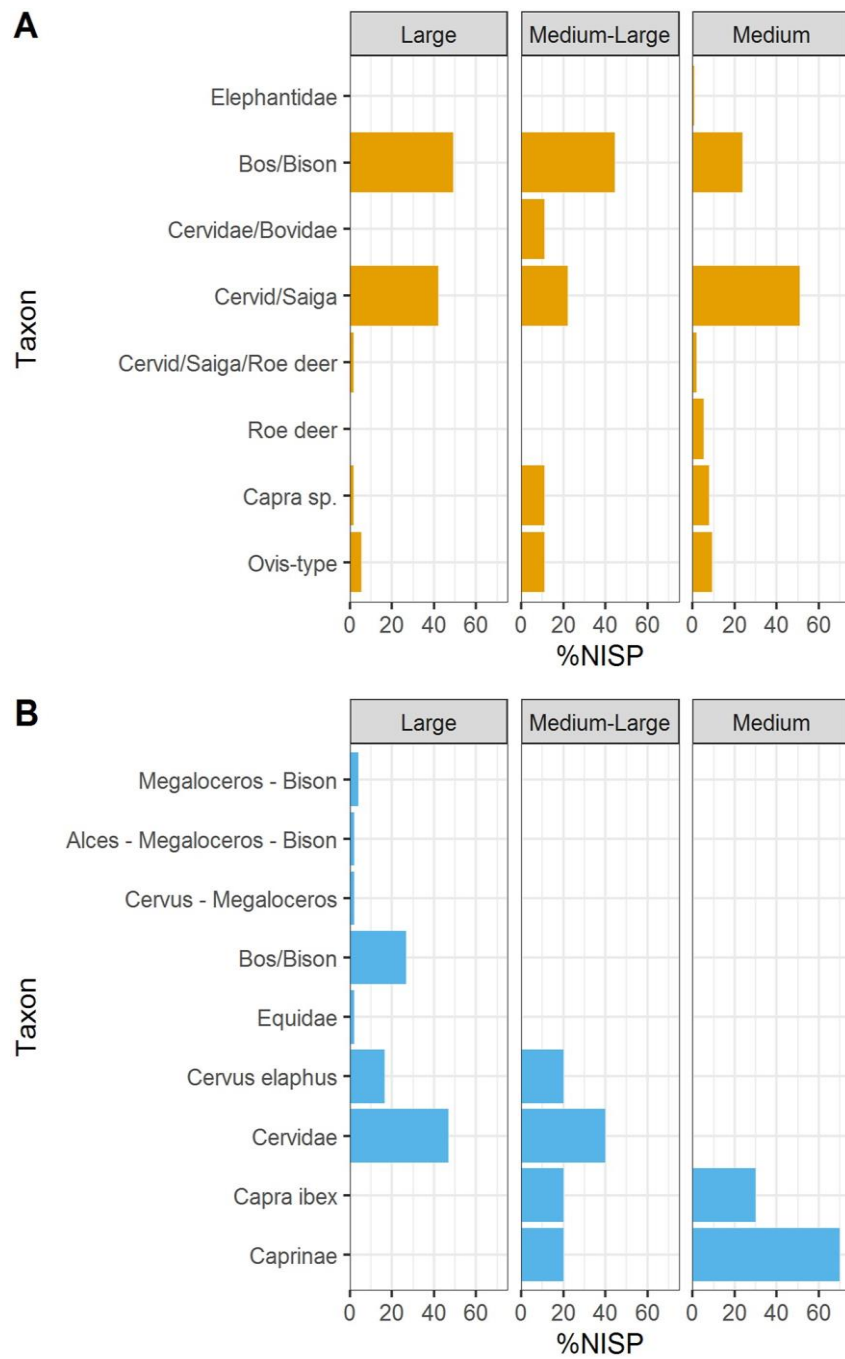 A
Large Medium-Large Medium
Elephantidae
Bos/Bison
Cervidae/Bovidae
Cervid/Saiga
Cervid/Saiga/Roe deer
Roe deer
Capra sp.
Ovis-type
Taxon
0 20 40 60 0 20 40 60 0 20 40 60
%NISP
B
Large Medium-Large Medium
Megaloceros - Bison
Alces - Megaloceros - Bison
Cervus - Megaloceros
Bos/Bison
Equidae
Cervus elaphus
Cervidae
Capra ibex
Caprinae
Taxon
0 20 40 60 0 20 40 60 0 20 40 60
%NISP